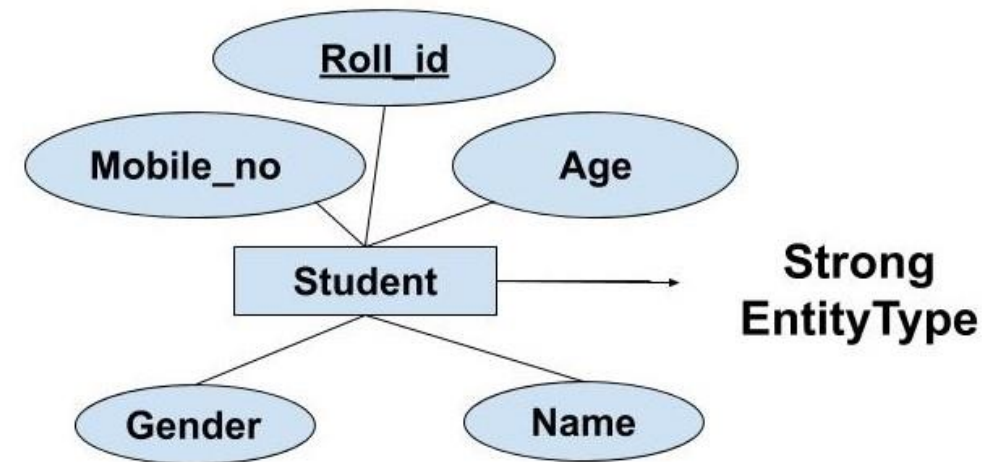 Roll_id
Mobile_no
Age
Student
Strong
EntityType
Gender
Name